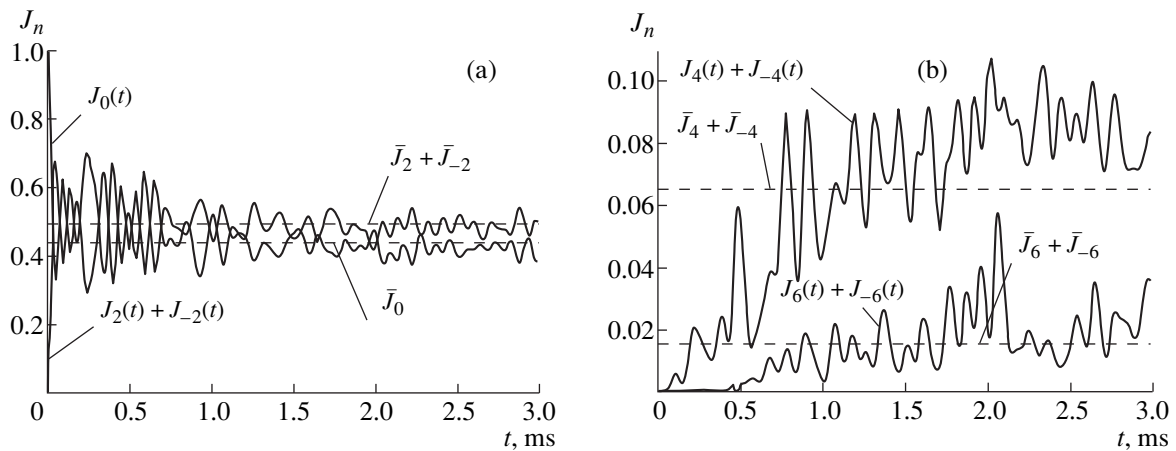 J_n
1.0
(a)
J_0(t)
0.8
J̄_2 + J̄_{-2}
0.6
0.4
J̄_0
J_2(t) + J_{-2}(t)
0.2
0 0.5 1.0 1.5 2.0 2.5 3.0
t, ms
J_n
(b)
0.10
J_4(t) + J_{-4}(t)
J̄_4 + J̄_{-4}
0.08
0.06
J̄_6 + J̄_{-6}
0.04
J_6(t) + J_{-6}(t)
0.02
0 0.5 1.0 1.5 2.0 2.5 3.0
t, ms